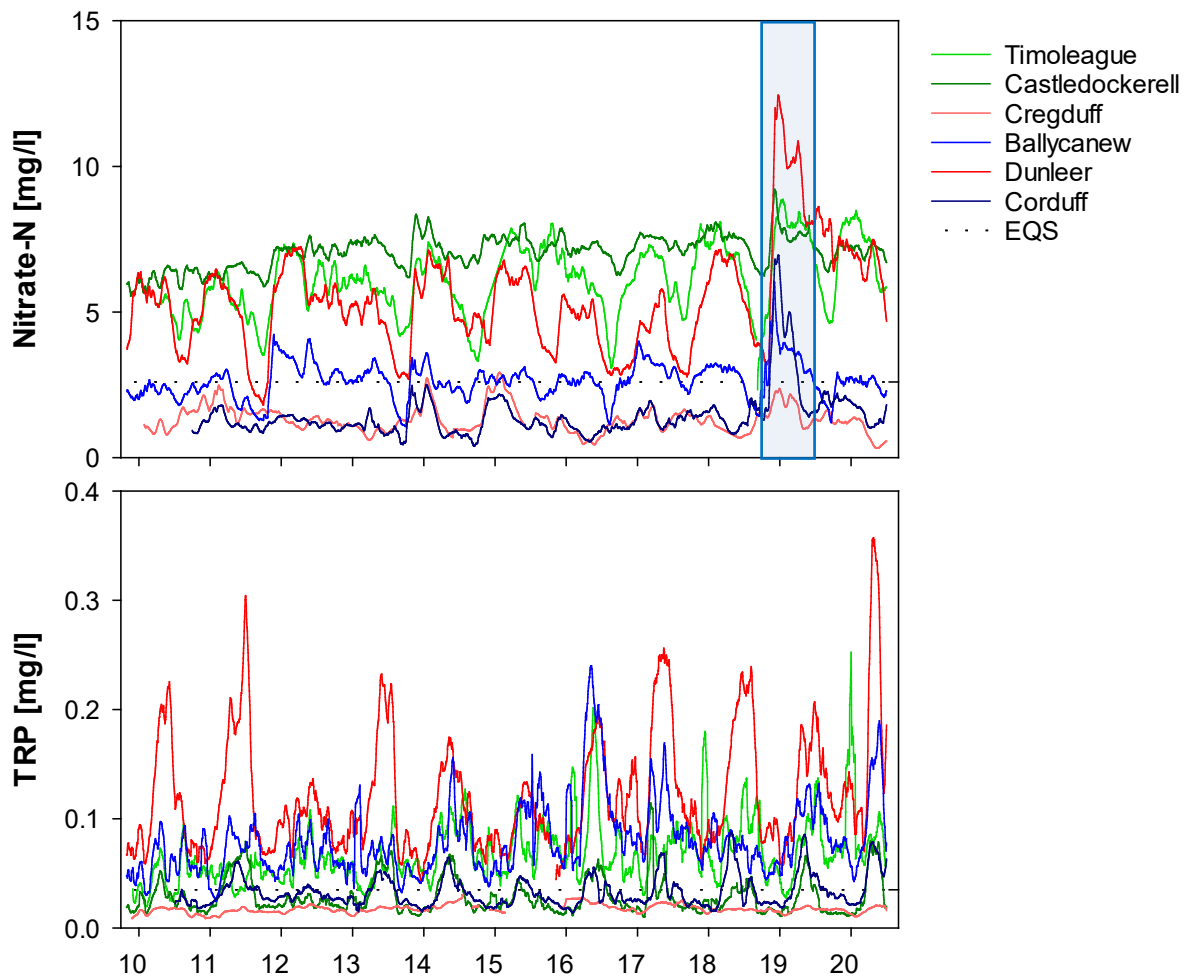 15
10
5
0
Nitrate-N [mg/l]
Timoleague
Castledockerell
Cregduff
Ballycanew
Dunleer
Corduff
EQS
0.4
0.3
0.2
0.1
0.0
TRP [mg/l]
10 11 12 13 14 15 16 17 18 19 20